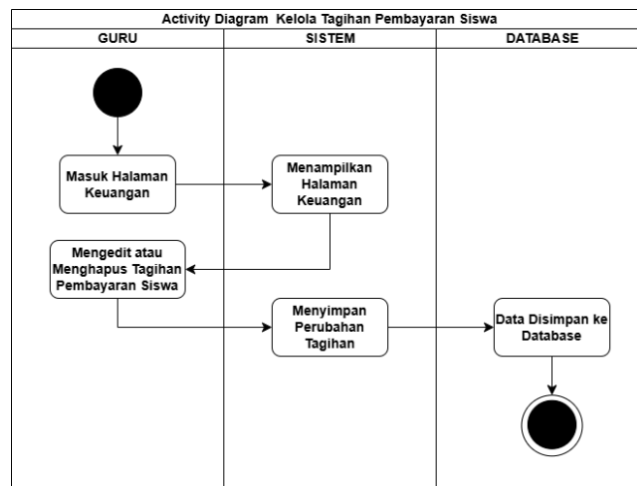 Activity Diagram Kelola Tagihan Pembayaran Siswa
GURU
SISTEM
DATABASE
Masuk Halaman
Keuangan
Menampilkan
Halaman
Keuangan
Mengedit atau
Menghapus Tagihan
Pembayaran Siswa
Menyimpan
Perubahan
Tagihan
Data Disimpan ke
Database